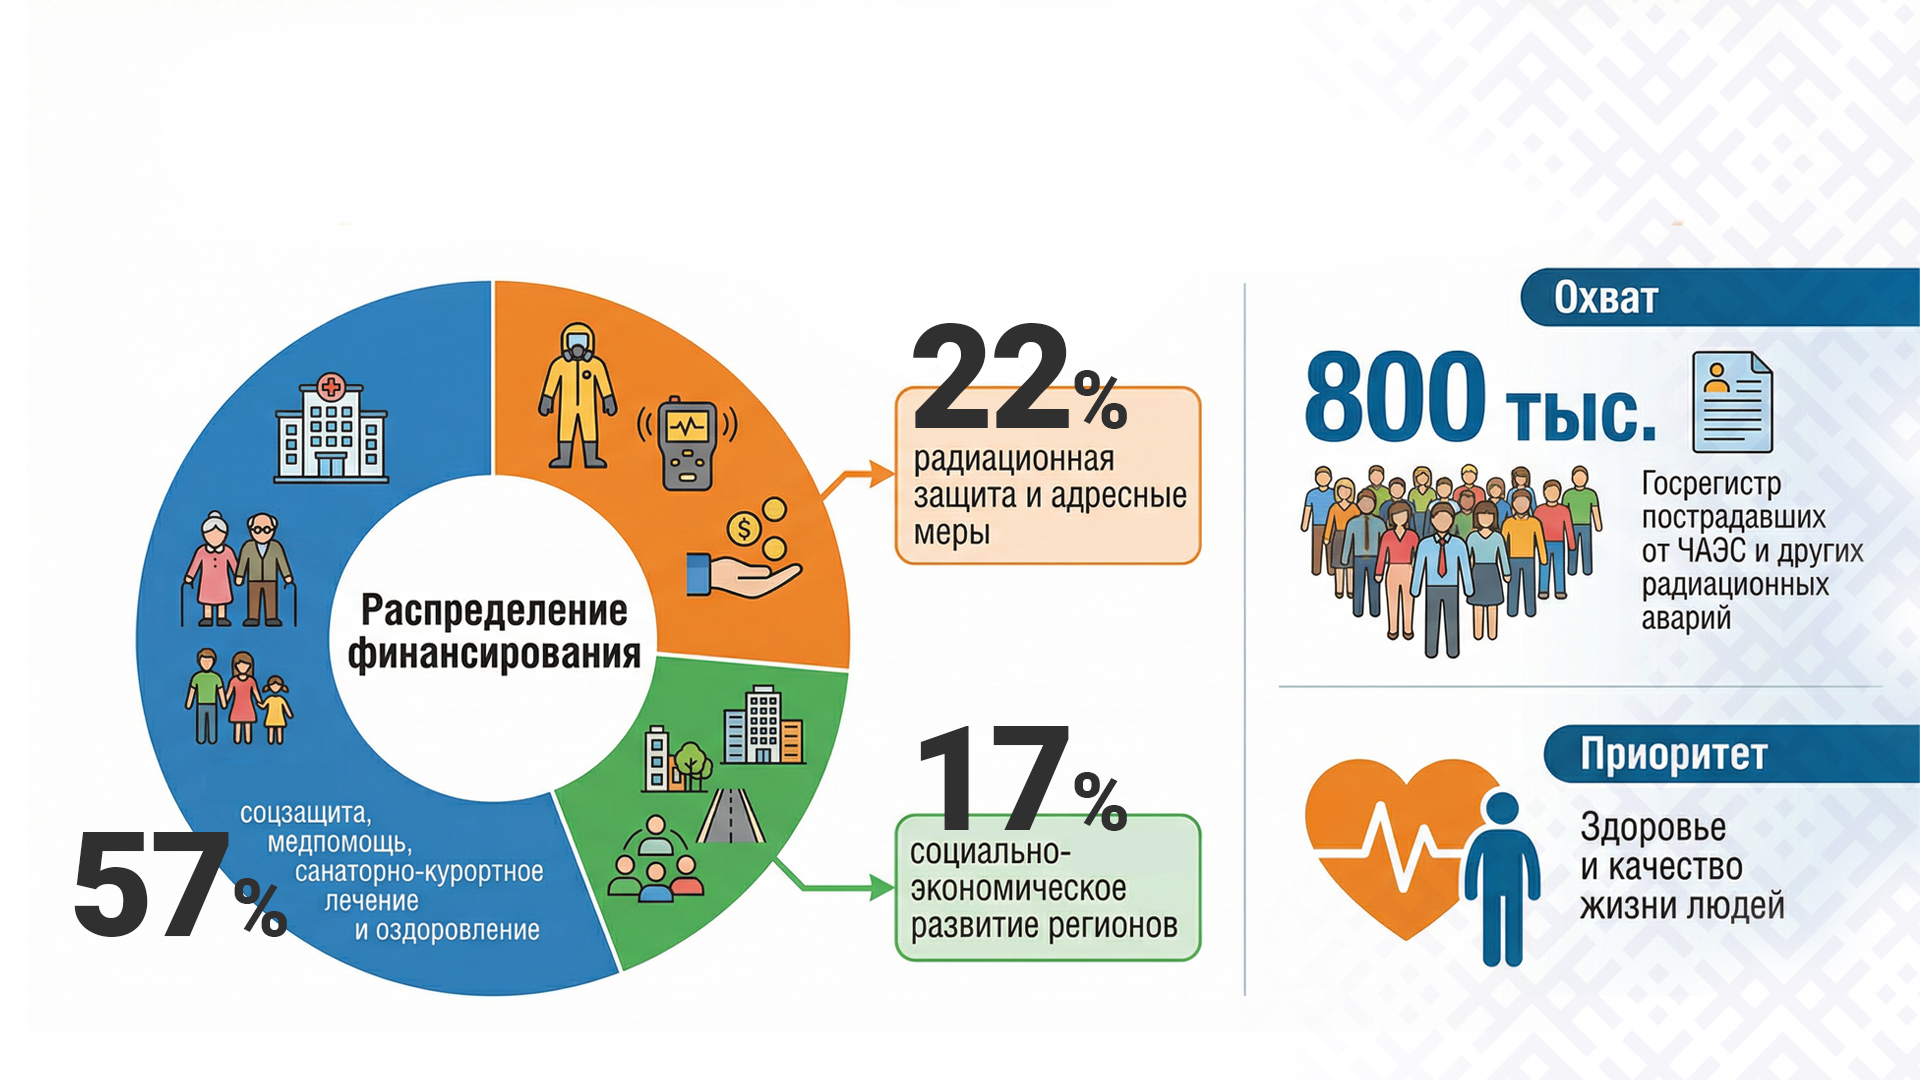 Распределение
финансирования
57%
соцзащита,
медпомощь,
санаторно-курортное
лечение
и оздоровление
$
22%
радиационная
защита и адресные
меры
17%
социально-
экономическое
развитие регионов
Охват
800 тыс.
Госрегистр
пострадавших
от ЧАЭС и других
радиационных
аварий
Приоритет
Здоровье
и качество
жизни людей